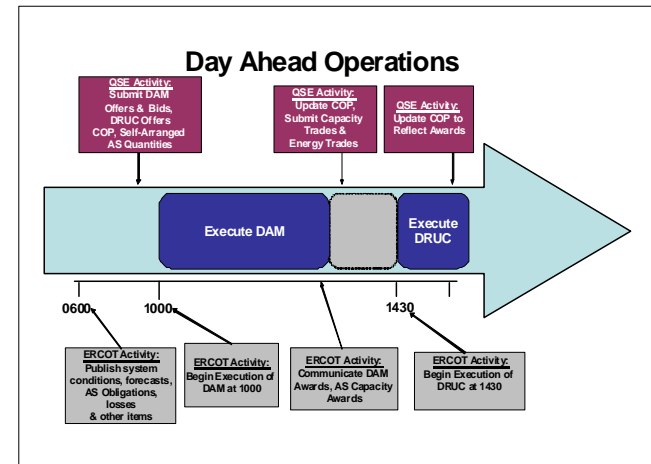 Day Ahead Operations
QSE Activity:
Submit DAM
Offers & Bids,
DRUC Offers
COP, Self-Arranged
AS Quantities
QSE Activity:
Update COP,
Submit Capacity
Trades &
Energy Trades
QSE Activity:
Update COP to
Reflect Awards
Execute DAM
Execute
DRUC
0600
1000
1430
ERCOT Activity:
Publish system
conditions, forecasts,
AS Obligations,
losses
& other items
ERCOT Activity:
Begin Execution of
DAM at 1000
ERCOT Activity:
Communicate DAM
Awards, AS Capacity
Awards
ERCOT Activity:
Begin Execution of
DRUC at 1430